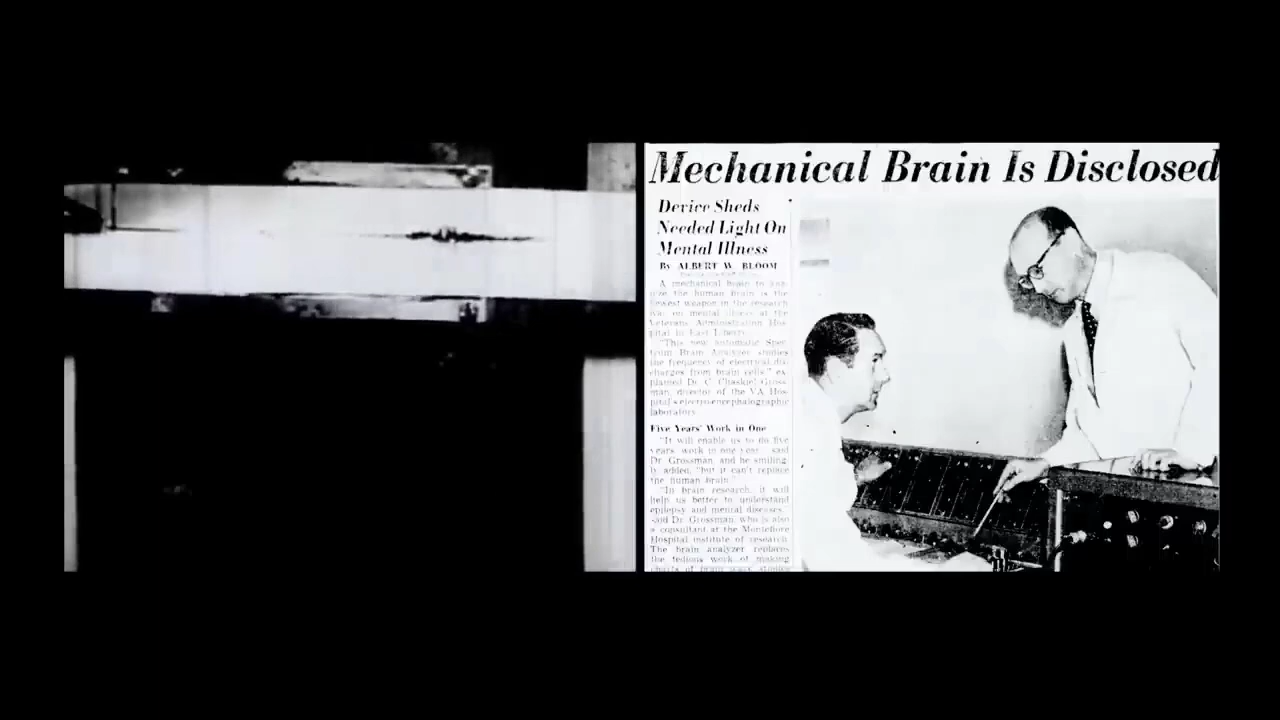 Mechanical Brain Is Disclosed
Device Sheds
Needed Light On
Mental Illness
By ALBERT W. BLOOM
A mechanical brain to
the human brain is the
newest weapon in the research
war on mental illness at the
Veterans Administration Hos-
pital in East Liberty.
"This new Automatic Spec-
trum Brain Analyzer studies
the frequency of electrical dis-
charges from brain cells," ex-
plained Dr. C. Chaskiel Gross-
man, director of the VA Hos-
pital's electro-encephalographic
laboratory.
Five Years' Work in One
"It will enable us to do five
years work in one year," said
Dr. Grossman, and he smiling-
ly added, "but it can't replace
the human brain."
"In brain research, it will
help us better to understand
epilepsy and mental diseases,"
said Dr. Grossman, who is also
a consultant at the Montefiore
Hospital institute of research.
The brain analyzer replaces
the tedious work of making
charts of brain wave studies